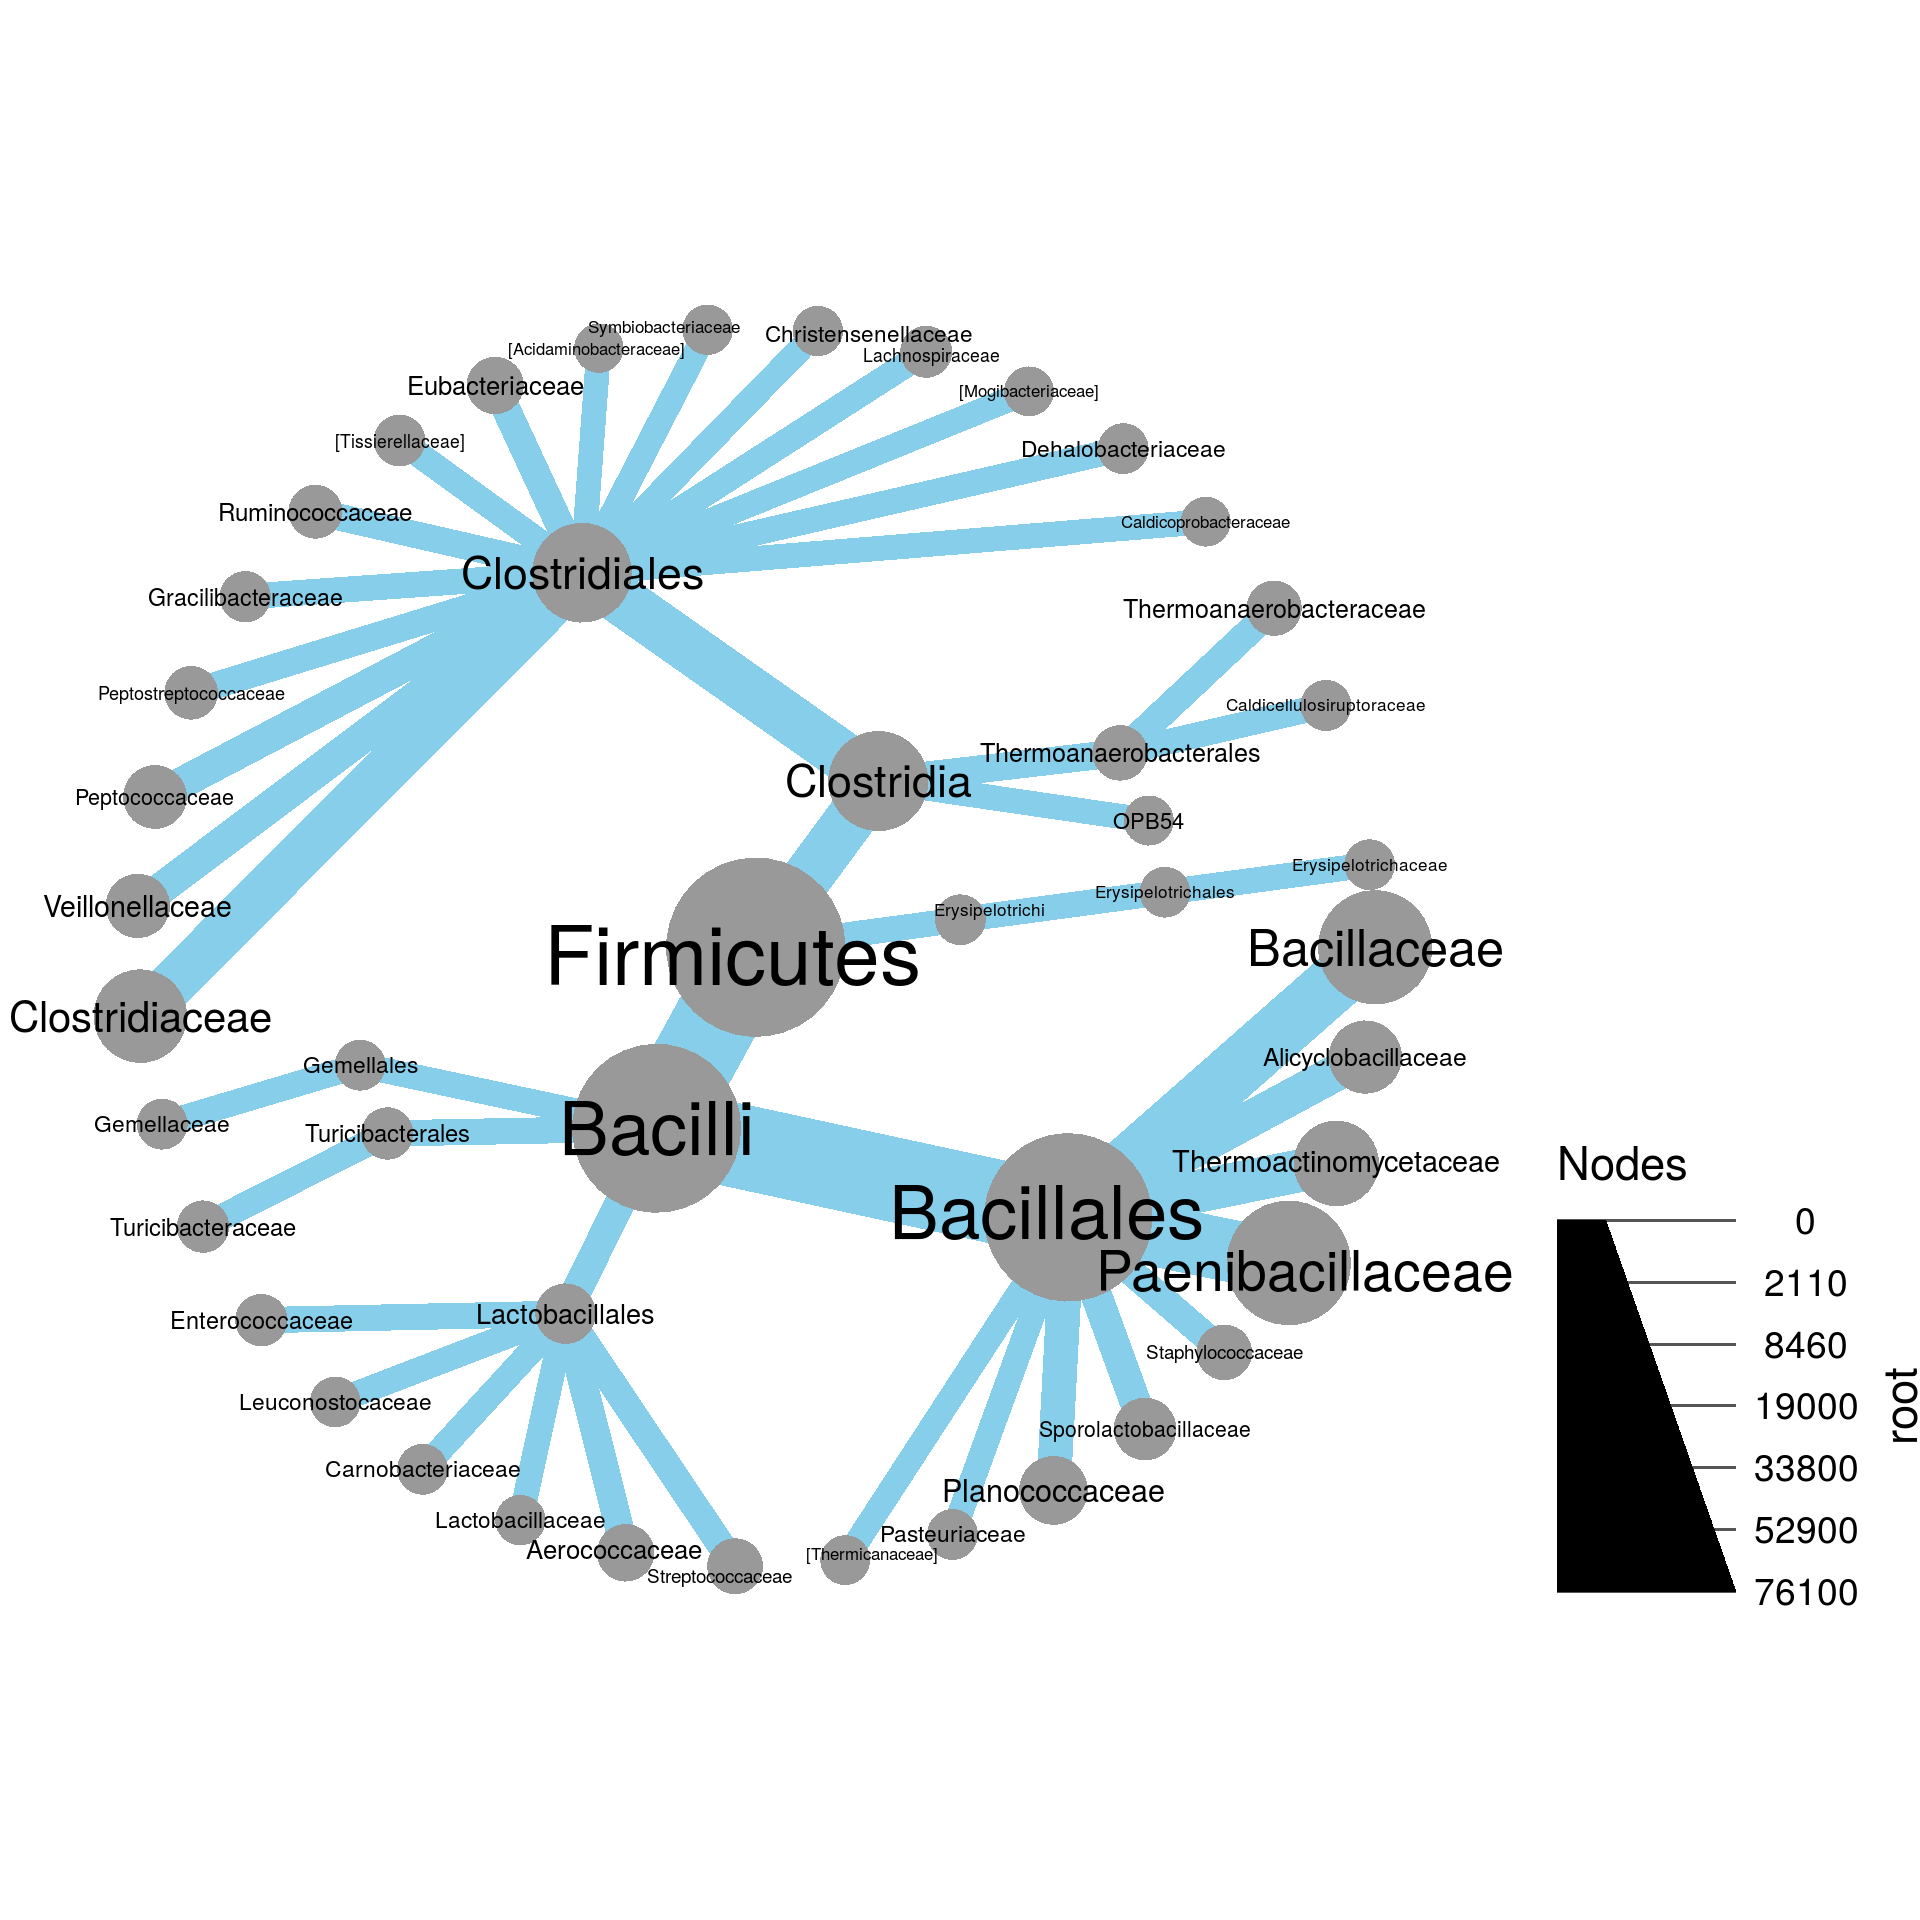 Symbiobacteriaceae
Christensenellaceae
[Acidaminobacteraceae]
Lachnospiraceae
Eubacteriaceae
[Mogibacteriaceae]
[Tissierellaceae]
Dehalobacteriaceae
Ruminococcaceae
Caldicoprobacteraceae
Clostridiales
Gracilibacteraceae
Thermoanaerobacteraceae
Peptostreptococcaceae
Caldicellulosiruptoraceae
Thermoanaerobacterales
Clostridia
Peptococcaceae
OPB54
Erysipelotrichaceae
Erysipelotrichales
Veillonellaceae
Erysipelotrichi
Bacillaceae
Firmicutes
Clostridiaceae
Alicyclobacillaceae
Gemellales
Gemellaceae
Turicibacterales
Bacilli
Thermoactinomycetaceae
Bacillales
Turicibacteraceae
Paenibacillaceae
Lactobacillales
Enterococcaceae
Staphylococcaceae
Leuconostocaceae
Sporolactobacillaceae
Carnobacteriaceae
Planococcaceae
Lactobacillaceae
Pasteuriaceae
Aerococcaceae
[Thermicanaceae]
Streptococcaceae
Nodes
0
2110
8460
19000
33800
52900
76100
root